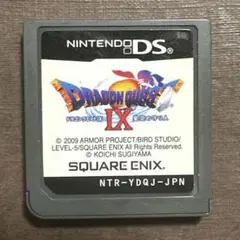 NINTENDO DS
DRAGON QUEST
IX
© 2009 ARMOR PROJECT/BIRD STUDIO/
LEVEL-5/SQUARE ENIX All Rights Reserved.
© KOICHI SUGIYAMA
SQUARE ENIX
NTR-YDQJ-JPN